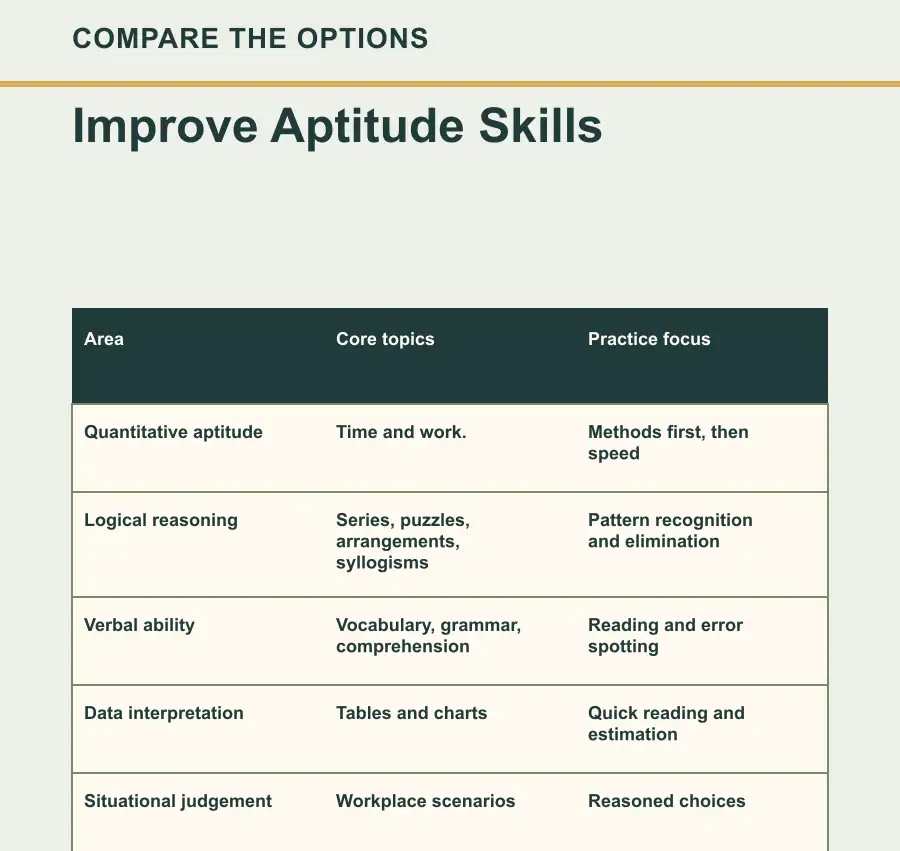 COMPARE THE OPTIONS
Improve Aptitude Skills
Area Core topics Practice focus
Quantitative aptitude Time and work. Methods first, then
speed
Logical reasoning Series, puzzles, Pattern recognition
arrangements, and elimination
syllogisms
Verbal ability Vocabulary, grammar, Reading and error
comprehension spotting
Data interpretation Tables and charts Quick reading and
estimation
Situational judgement Workplace scenarios Reasoned choices